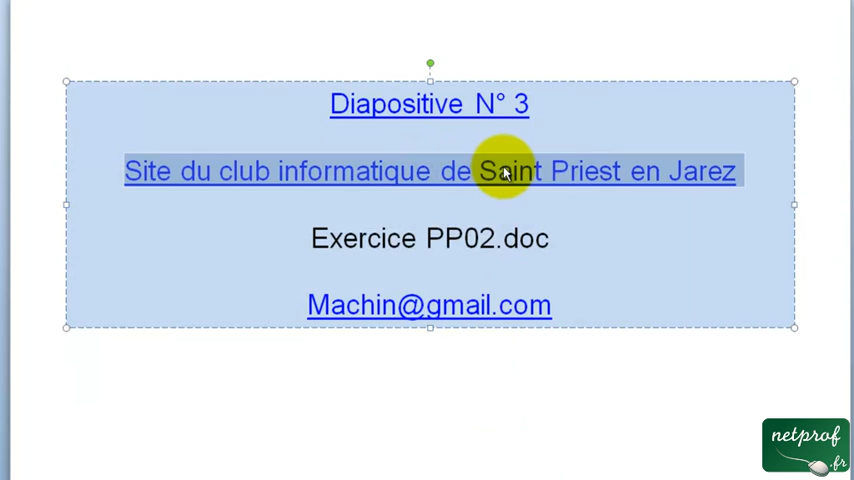 Diapositive N° 3
Site du club informatique de Saint Priest en Jarez
Exercice PP02.doc
Machin@gmail.com
netprof
.fr